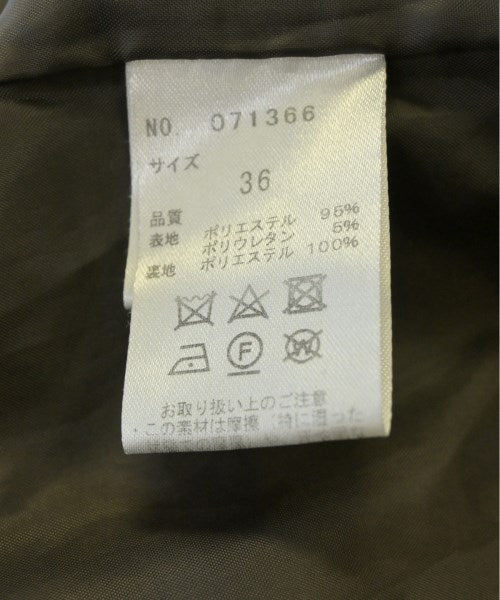 NO. 071366
サイズ
36
品質
表地 ポリエステル 95%
ポリウレタン 5%
裏地 ポリエステル 100%
F W
お取り扱い上のご注意
・この素材は摩擦(特に湿った